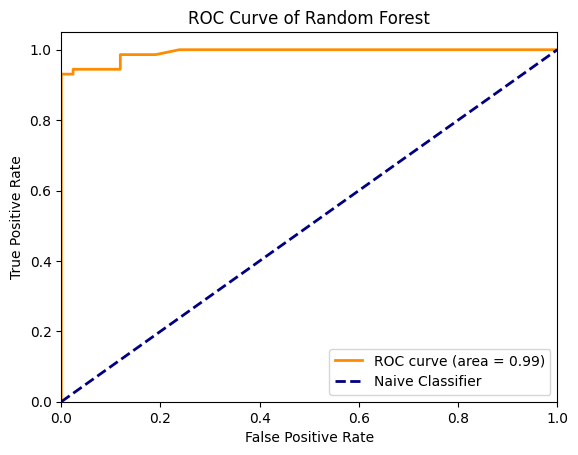 ROC Curve of Random Forest
True Positive Rate
1.0
0.8
0.6
0.4
0.2
0.0
ROC curve (area = 0.99)
Naive Classifier
0.0 0.2 0.4 0.6 0.8 1.0
False Positive Rate